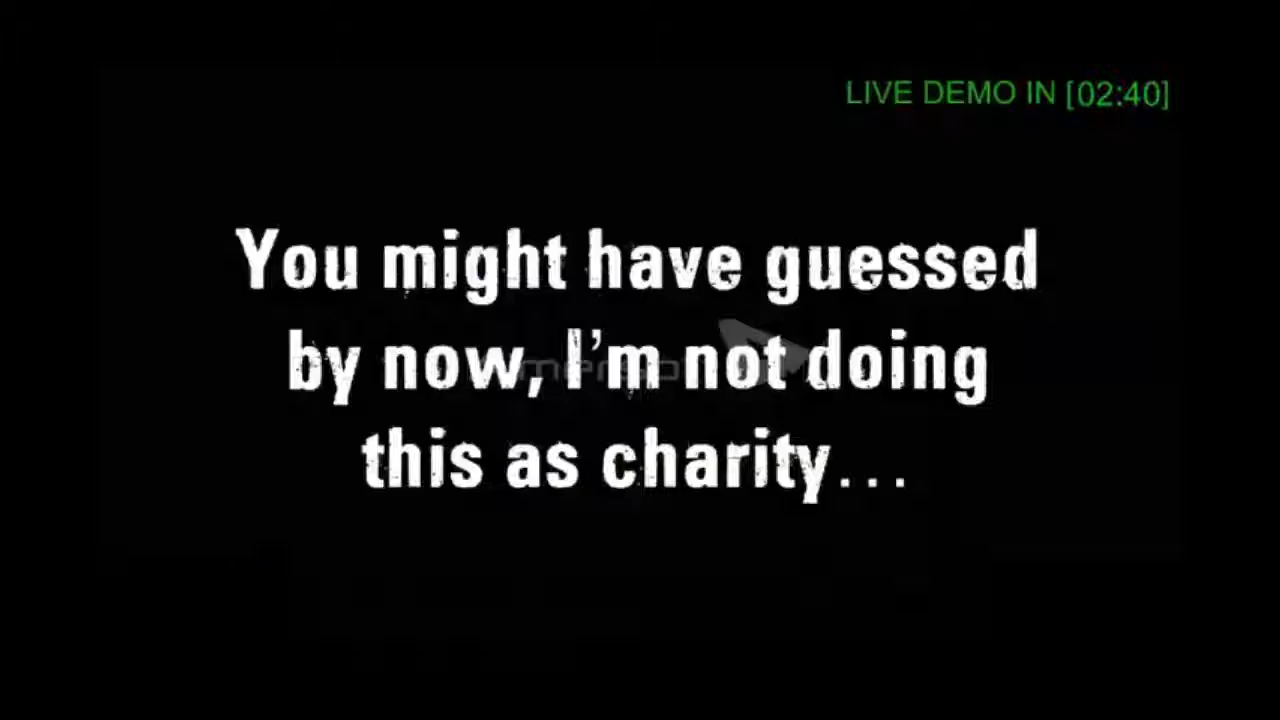 LIVE DEMO IN [02:40]
You might have guessed
by now, I'm not doing
this as charity...